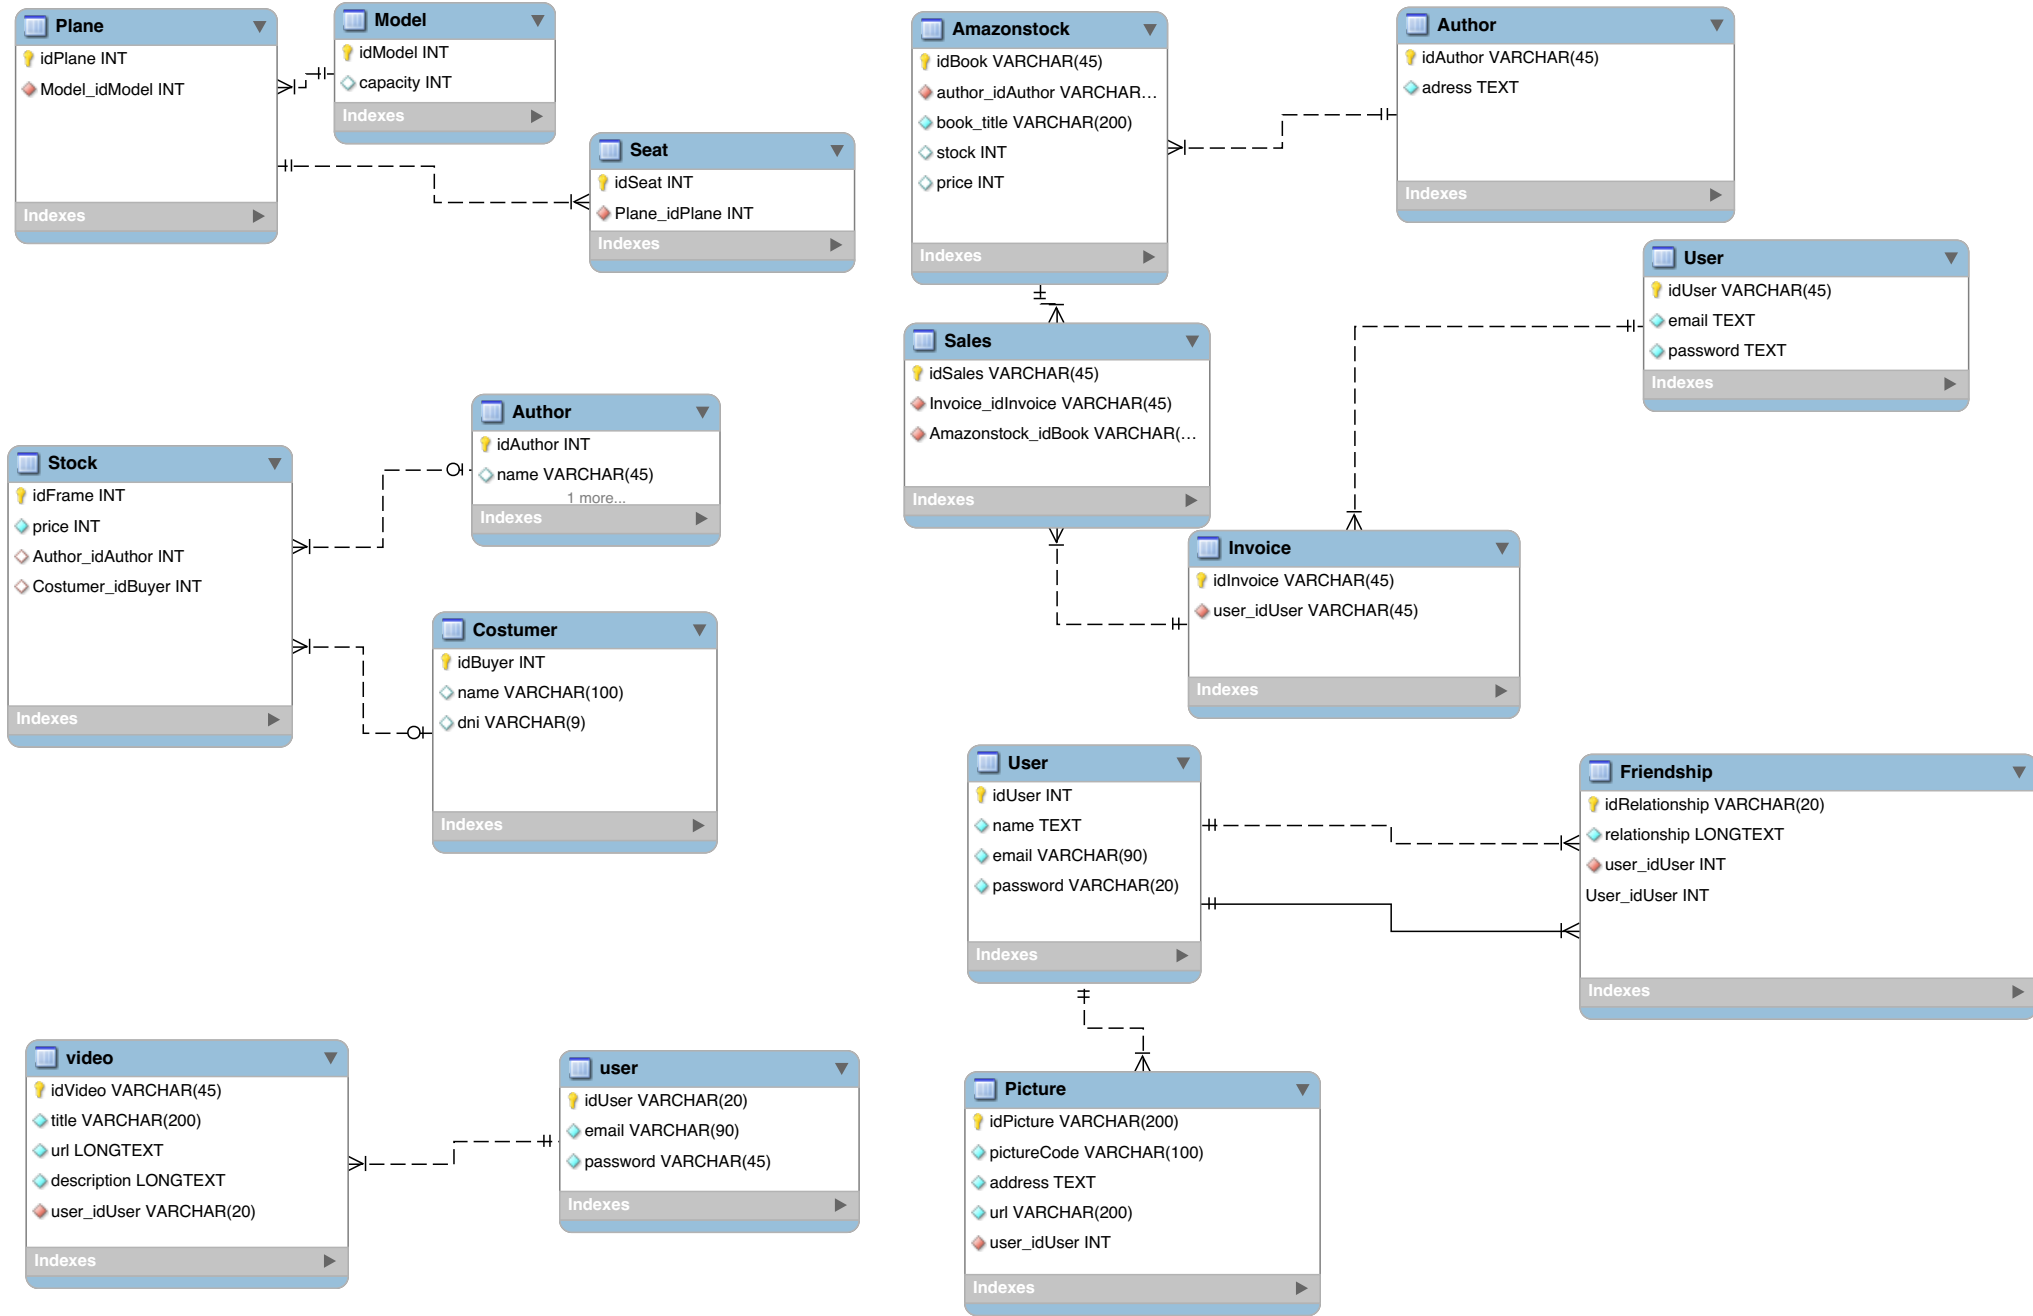 Plane
idPlane INT
Model_idModel INT
Indexes
Model
idModel INT
capacity INT
Indexes
Seat
idSeat INT
Plane_idPlane INT
Indexes
Amazonstock
idBook VARCHAR(45)
author_idAuthor VARCHAR...
book_title VARCHAR(200)
stock INT
price INT
Indexes
Author
idAuthor VARCHAR(45)
adress TEXT
Indexes
User
idUser VARCHAR(45)
email TEXT
password TEXT
Indexes
Sales
idSales VARCHAR(45)
Invoice_idInvoice VARCHAR(45)
Amazonstock_idBook VARCHAR(...
Indexes
Invoice
idInvoice VARCHAR(45)
user_idUser VARCHAR(45)
Indexes
Stock
idFrame INT
price INT
Author_idAuthor INT
Costumer_idBuyer INT
Indexes
Author
idAuthor INT
name VARCHAR(45)
1 more...
Indexes
Costumer
idBuyer INT
name VARCHAR(100)
dni VARCHAR(9)
Indexes
User
idUser INT
name TEXT
email VARCHAR(90)
password VARCHAR(20)
Indexes
Friendship
idRelationship VARCHAR(20)
relationship LONGTEXT
user_idUser INT
User_idUser INT
Indexes
video
idVideo VARCHAR(45)
title VARCHAR(200)
url LONGTEXT
description LONGTEXT
user_idUser VARCHAR(20)
Indexes
user
idUser VARCHAR(20)
email VARCHAR(90)
password VARCHAR(45)
Indexes
Picture
idPicture VARCHAR(200)
pictureCode VARCHAR(100)
address TEXT
url VARCHAR(200)
user_idUser INT
Indexes